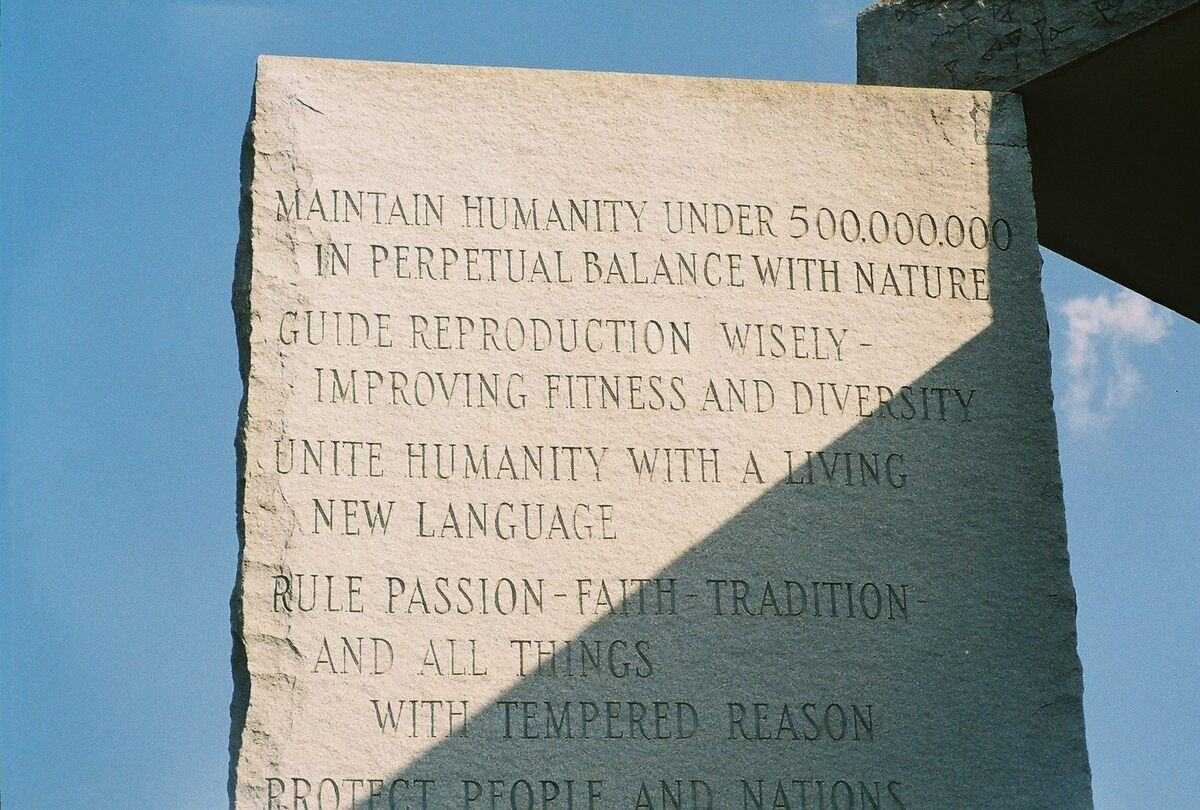 MAINTAIN HUMANITY UNDER 500.000.000
IN PERPETUAL BALANCE WITH NATURE
GUIDE REPRODUCTION WISELY -
IMPROVING FITNESS AND DIVERSITY
UNITE HUMANITY WITH A LIVING
NEW LANGUAGE
RULE PASSION - FAITH - TRADITION -
AND ALL THINGS
WITH TEMPERED REASON
PROTECT PEOPLE AND NATIONS